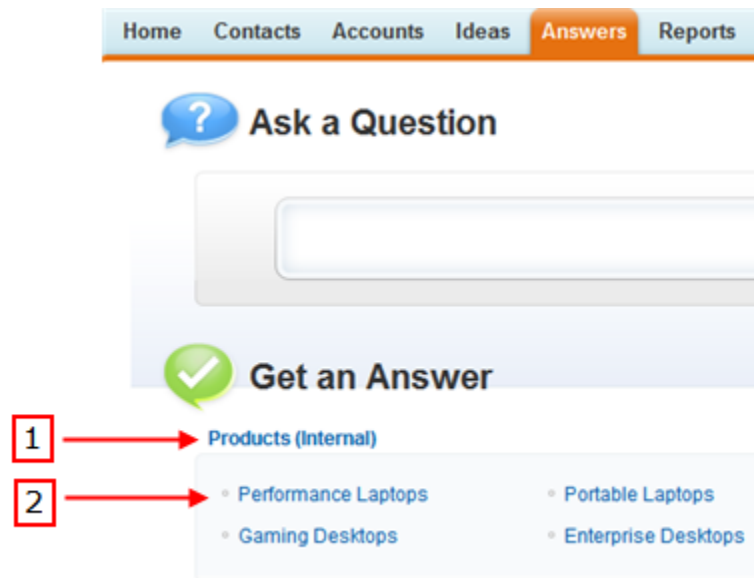 Home Contacts Accounts Ideas Answers Reports
?
Ask a Question
Get an Answer
1
Products (Internal)
2
Performance Laptops Portable Laptops
Gaming Desktops Enterprise Desktops